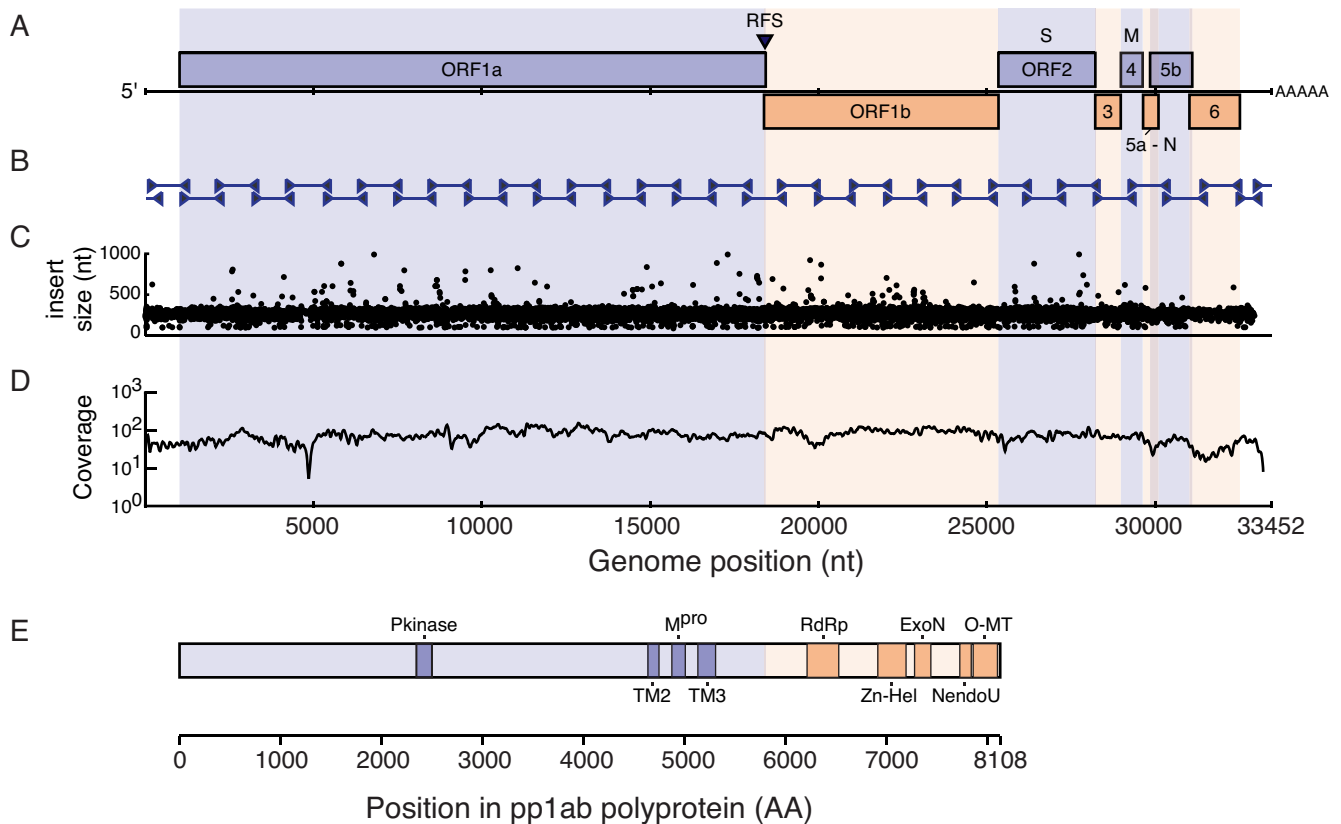 A
RFS
S
M
ORF1a
ORF2
4
5b
5'
AAAAA
ORF1b
3
6
5a - N
B
C
insert size (nt)
1000
500
0
D
Coverage
10³
10²
10¹
10⁰
5000
10000
15000
20000
25000
30000
33452
Genome position (nt)
E
Pkinase
Mpro
RdRp
ExoN
O-MT
TM2
TM3
Zn-Hel
NendoU
0
1000
2000
3000
4000
5000
6000
7000
8108
Position in pp1ab polyprotein (AA)